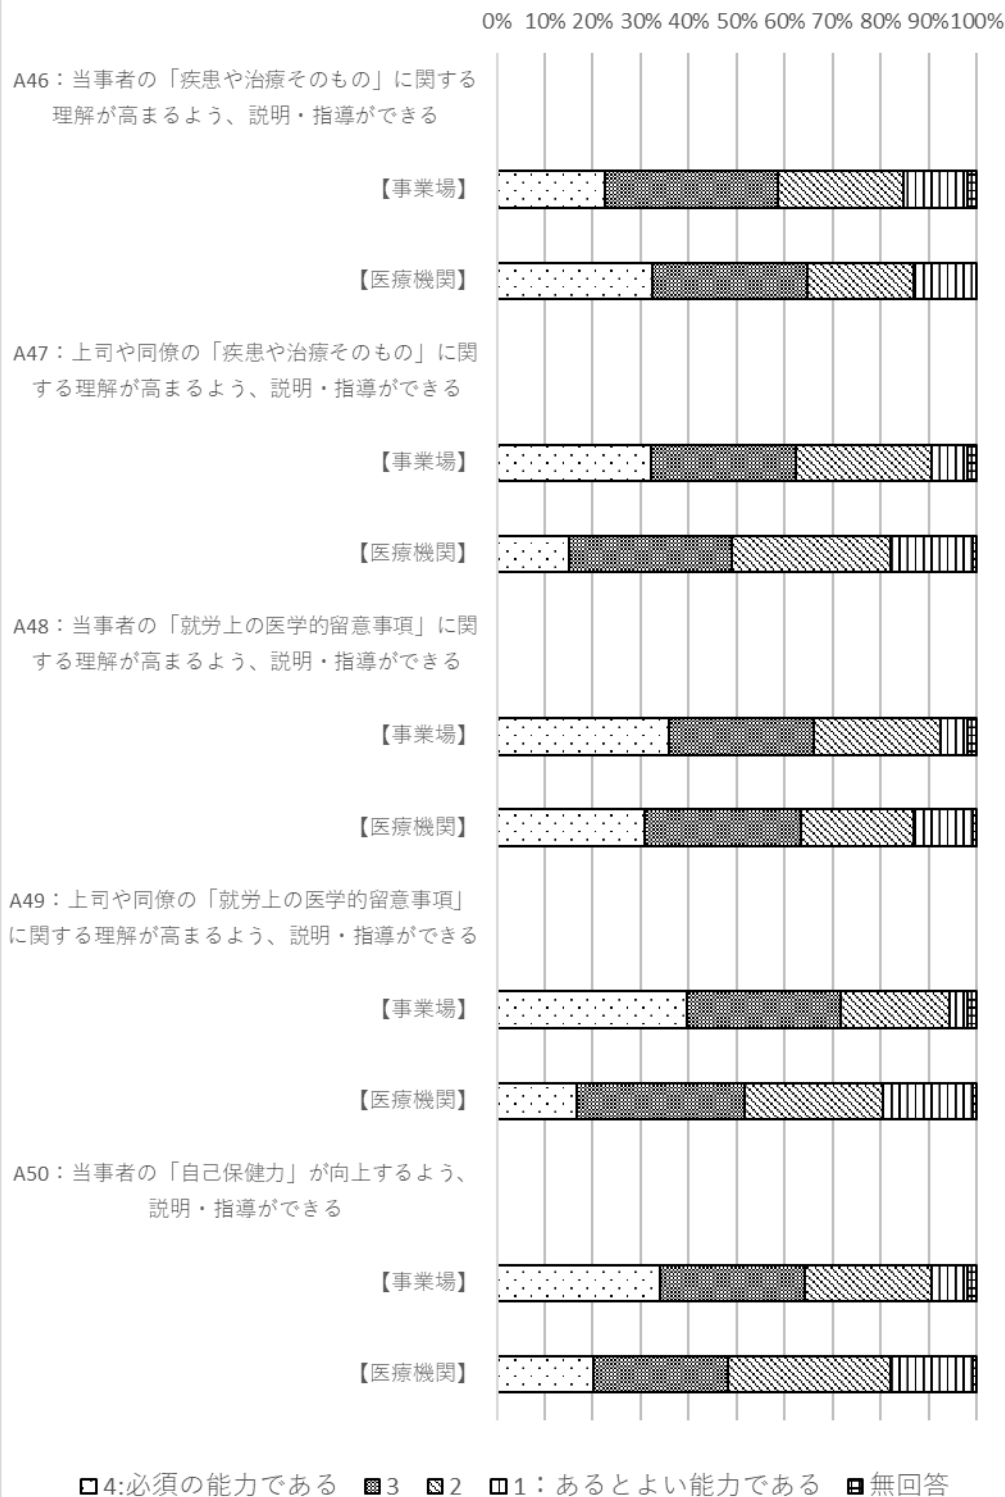 0% 10% 20% 30% 40% 50% 60% 70% 80% 90%100%
A46：当事者の「疾患や治療そのもの」に関する
理解が高まるよう、説明・指導ができる
【事業場】
【医療機関】
A47：上司や同僚の「疾患や治療そのもの」に関
する理解が高まるよう、説明・指導ができる
【事業場】
【医療機関】
A48：当事者の「就労上の医学的留意事項」に関
する理解が高まるよう、説明・指導ができる
【事業場】
【医療機関】
A49：上司や同僚の「就労上の医学的留意事項」
に関する理解が高まるよう、説明・指導ができる
【事業場】
【医療機関】
A50：当事者の「自己保健力」が向上するよう、
説明・指導ができる
【事業場】
【医療機関】
4:必須の能力である 3 2 1：あるとよい能力である 無回答